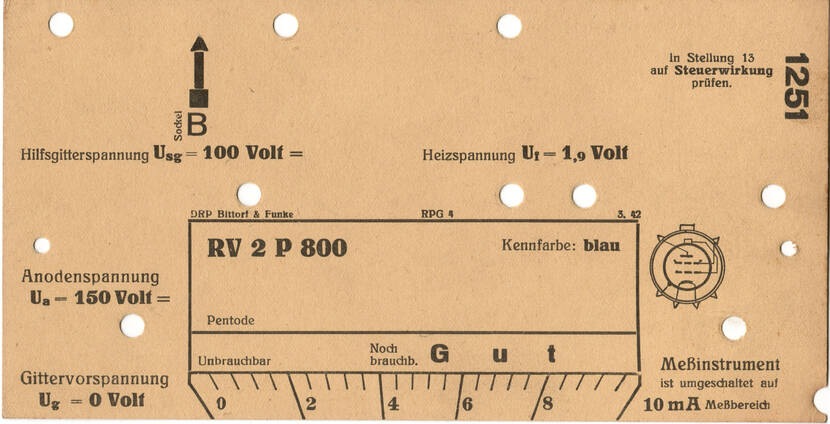 In Stellung 13
auf Steuerwirkung
prüfen.
1251
Sockel
B
Hilfsgitterspannung Usg = 100 Volt =
Heizspannung Uf = 1,9 Volt
DRP Bittorf & Funke RPG 4 3. 42
RV 2 P 800
Kennfarbe: blau
Anodenspannung
Ua = 150 Volt =
Pentode
Unbrauchbar
Noch
brauchb.
Gut
Gittervorspannung
Ug = 0 Volt
Meßinstrument
ist umgeschaltet auf
10 mA Meßbereich
0 2 4 6 8